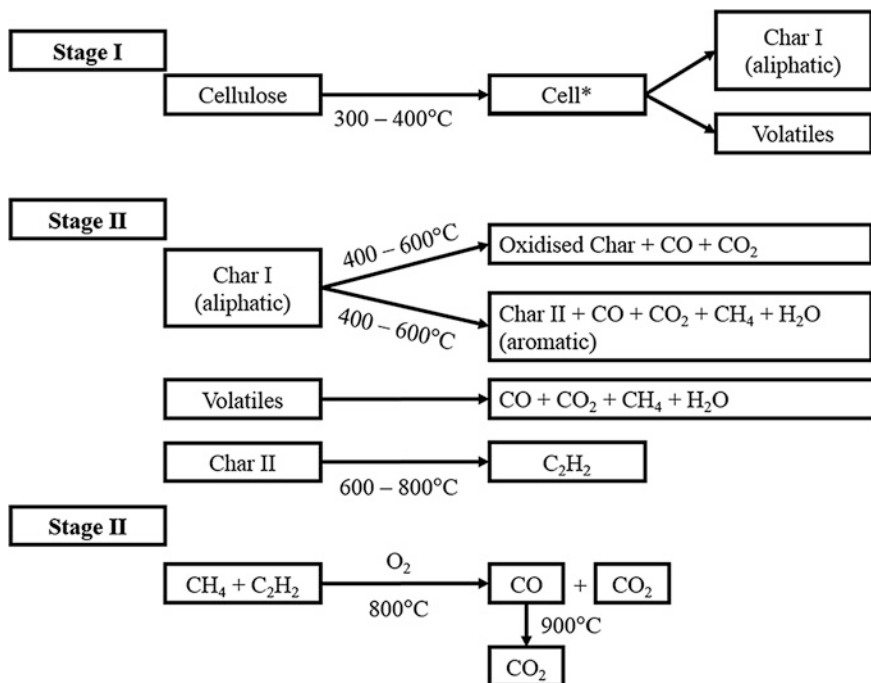 Stage I
Cellulose
300 – 400°C
Cell*
Char I
(aliphatic)
Volatiles
Stage II
Char I
(aliphatic)
400 – 600°C
Oxidised Char + CO + CO₂
400 – 600°C
Char II + CO + CO₂ + CH₄ + H₂O
(aromatic)
Volatiles
CO + CO₂ + CH₄ + H₂O
Char II
600 – 800°C
C₂H₂
Stage II
CH₄ + C₂H₂
O₂
800°C
CO + CO₂
900°C
CO₂